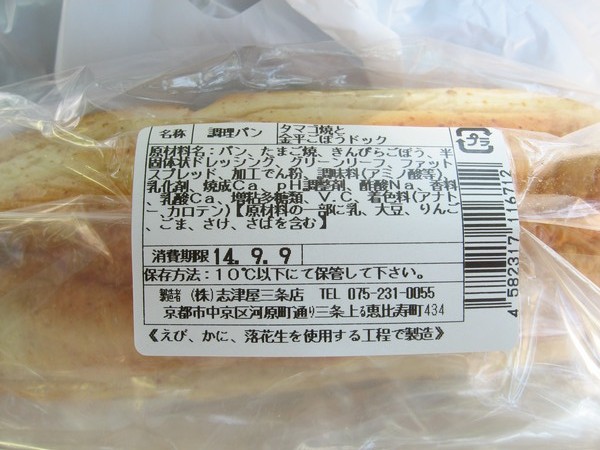 名称 調理パン タマゴ焼と
金平ごぼうドック
プラ
原材料名：パン、たまご焼、きんぴらごぼう、半
固体状ドレッシング、グリーンリーフ、ファット
スプレッド、加工でん粉、調味料(アミノ酸等)、
乳化剤、焼成Ca、pH調整剤、酢酸Na、香料
、乳酸Ca、増粘多糖類、V.C、着色料(アナト
ー、カロテン)【原材料の一部に乳、大豆、りんご
、ごま、さけ、さばを含む】
消費期限 14. 9. 9
保存方法：10℃以下にて保管して下さい。
製造者 (株)志津屋三条店 TEL 075-231-0055
京都市中京区河原町通り三条上る恵比寿町434
《えび、かに、落花生を使用する工程で製造》
4 582317 116712